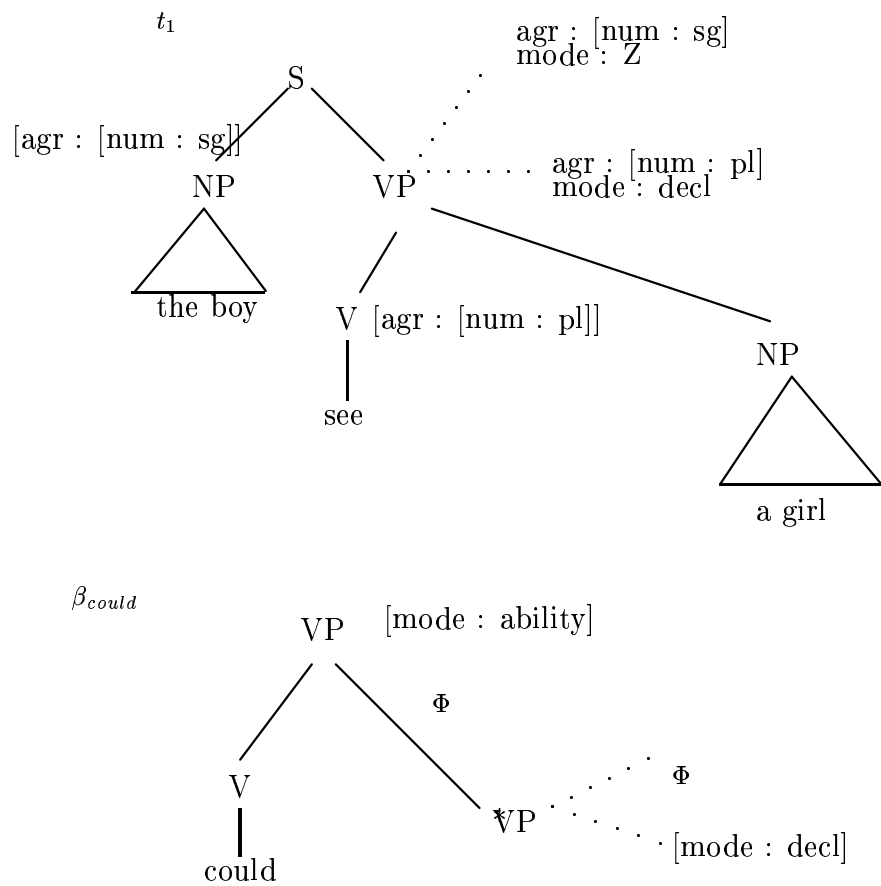 t1
agr : [num : sg]
mode : Z
S
[agr : [num : sg]]
agr : [num : pl]
mode : decl
NP
VP
the boy
V [agr : [num : pl]]
NP
see
a girl
βcould
VP
[mode : ability]
Φ
Φ
V
*VP
[mode : decl]
could